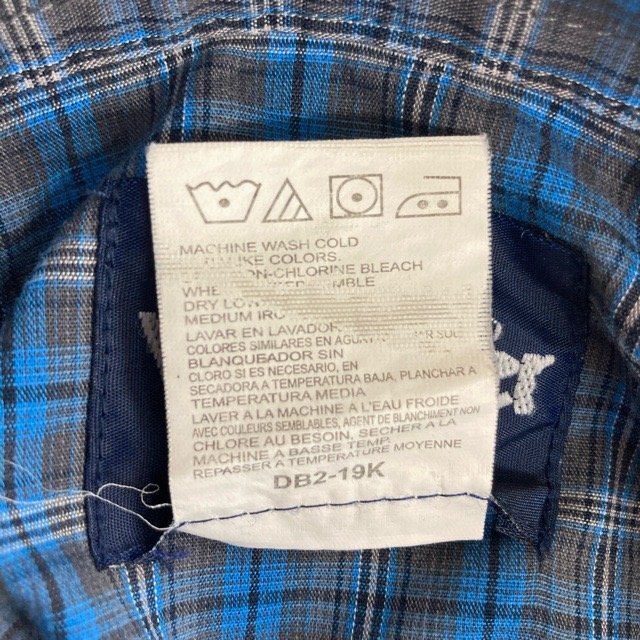 MACHINE WASH COLD
LIKE COLORS.
NON-CHLORINE BLEACH
WHE
DRY LOW
MEDIUM IRO
LAVAR EN LAVADOR
COLORES SIMILARES EN AGUA
BLANQUEADOR SIN
CLORO SI ES NECESARIO, EN
SECADORA A TEMPERATURA BAJA, PLANCHAR A
TEMPERATURA MEDIA
LAVER A LA MACHINE A L'EAU FROIDE
AVEC COULEURS SEMBLABLES, AGENT DE BLANCHIMENT NON
CHLORE AU BESOIN, SECHER A LA
MACHINE A BASSE TEMP.
REPASSER A TEMPERATURE MOYENNE
DB2-19K